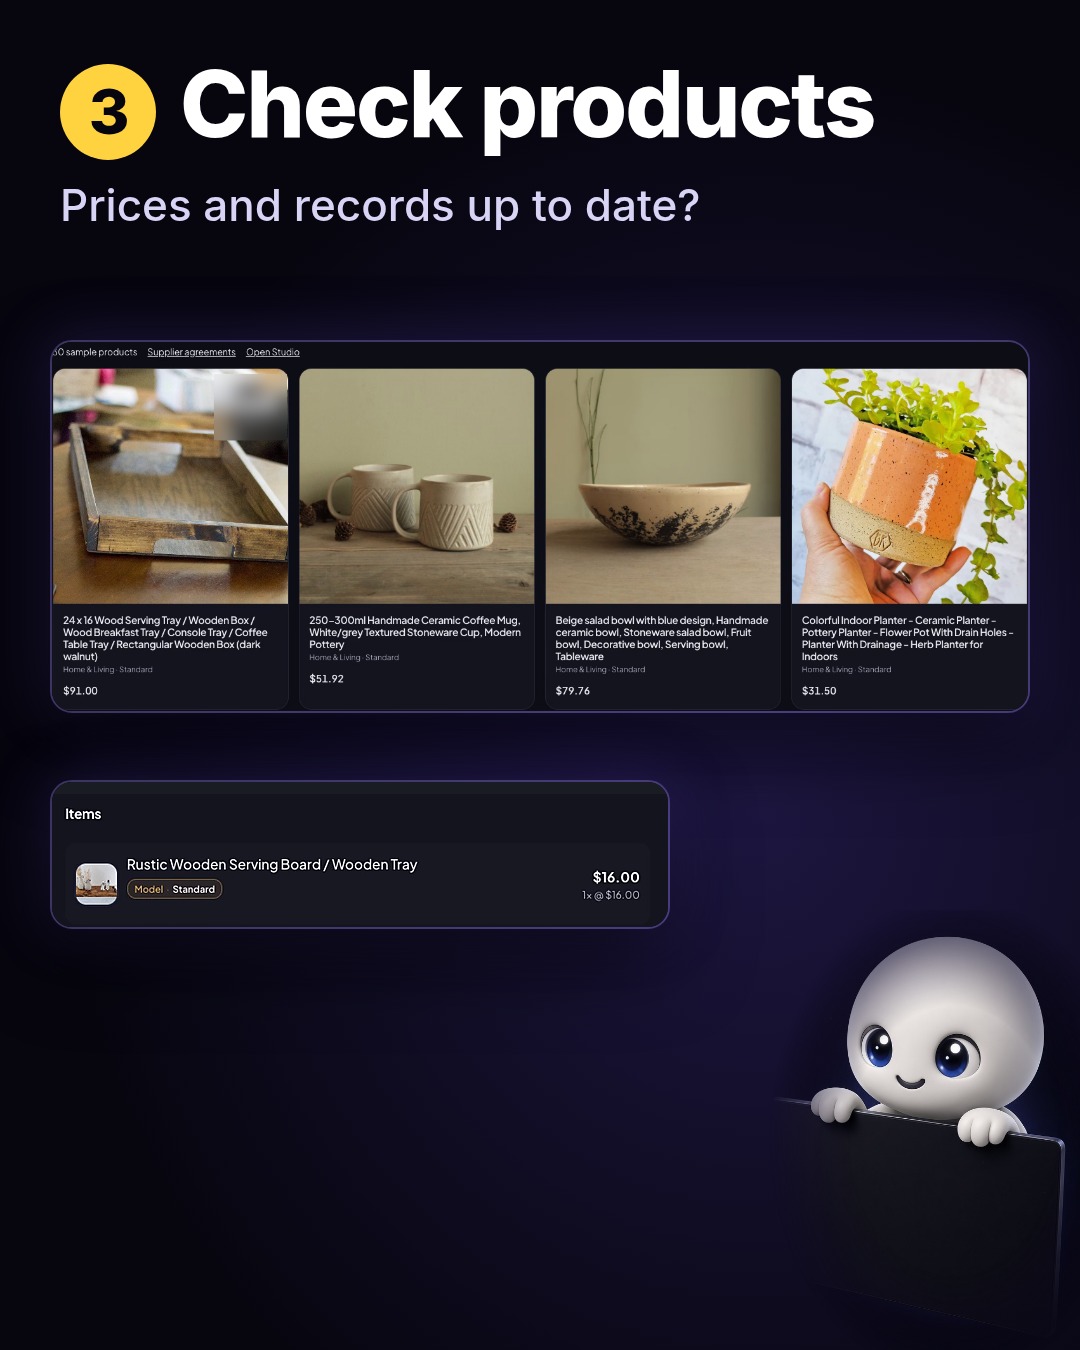 3 Check products
Prices and records up to date?
30 sample products Supplier agreements Open Studio
24 x 16 Wood Serving Tray / Wooden Box /
Wood Breakfast Tray / Console Tray / Coffee
Table Tray / Rectangular Wooden Box (dark
walnut)
Home & Living · Standard
$91.00
250–300ml Handmade Ceramic Coffee Mug,
White/grey Textured Stoneware Cup, Modern
Pottery
Home & Living · Standard
$51.92
Beige salad bowl with blue design, Handmade
ceramic bowl, Stoneware salad bowl, Fruit
bowl, Decorative bowl, Serving bowl,
Tableware
Home & Living · Standard
$79.76
Colorful Indoor Planter – Ceramic Planter –
Pottery Planter – Flower Pot With Drain Holes –
Planter With Drainage – Herb Planter for
Indoors
Home & Living · Standard
$31.50
Items
Rustic Wooden Serving Board / Wooden Tray
Model · Standard
$16.00
1× @ $16.00